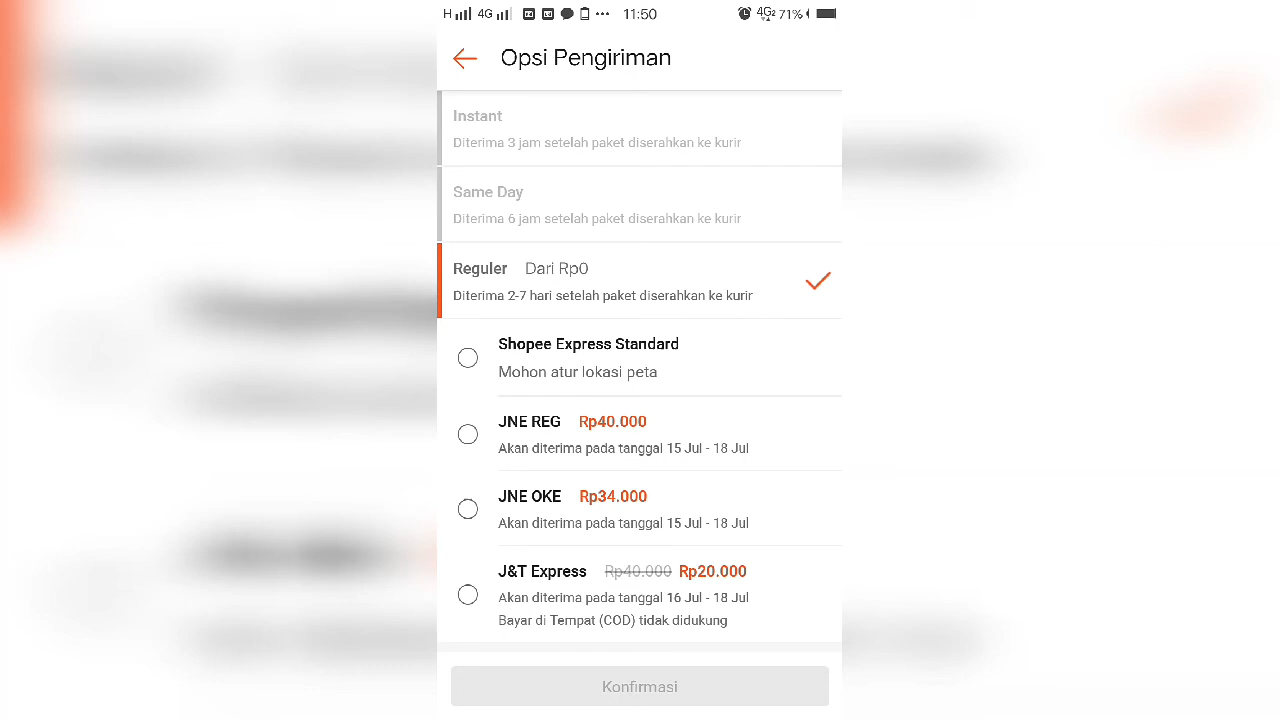 H 4G 11:50 4G2 71%
Opsi Pengiriman
Instant
Diterima 3 jam setelah paket diserahkan ke kurir
Same Day
Diterima 6 jam setelah paket diserahkan ke kurir
Reguler Dari Rp0
Diterima 2-7 hari setelah paket diserahkan ke kurir
Shopee Express Standard
Mohon atur lokasi peta
JNE REG Rp40.000
Akan diterima pada tanggal 15 Jul - 18 Jul
JNE OKE Rp34.000
Akan diterima pada tanggal 15 Jul - 18 Jul
J&T Express Rp40.000 Rp20.000
Akan diterima pada tanggal 16 Jul - 18 Jul
Bayar di Tempat (COD) tidak didukung
Konfirmasi